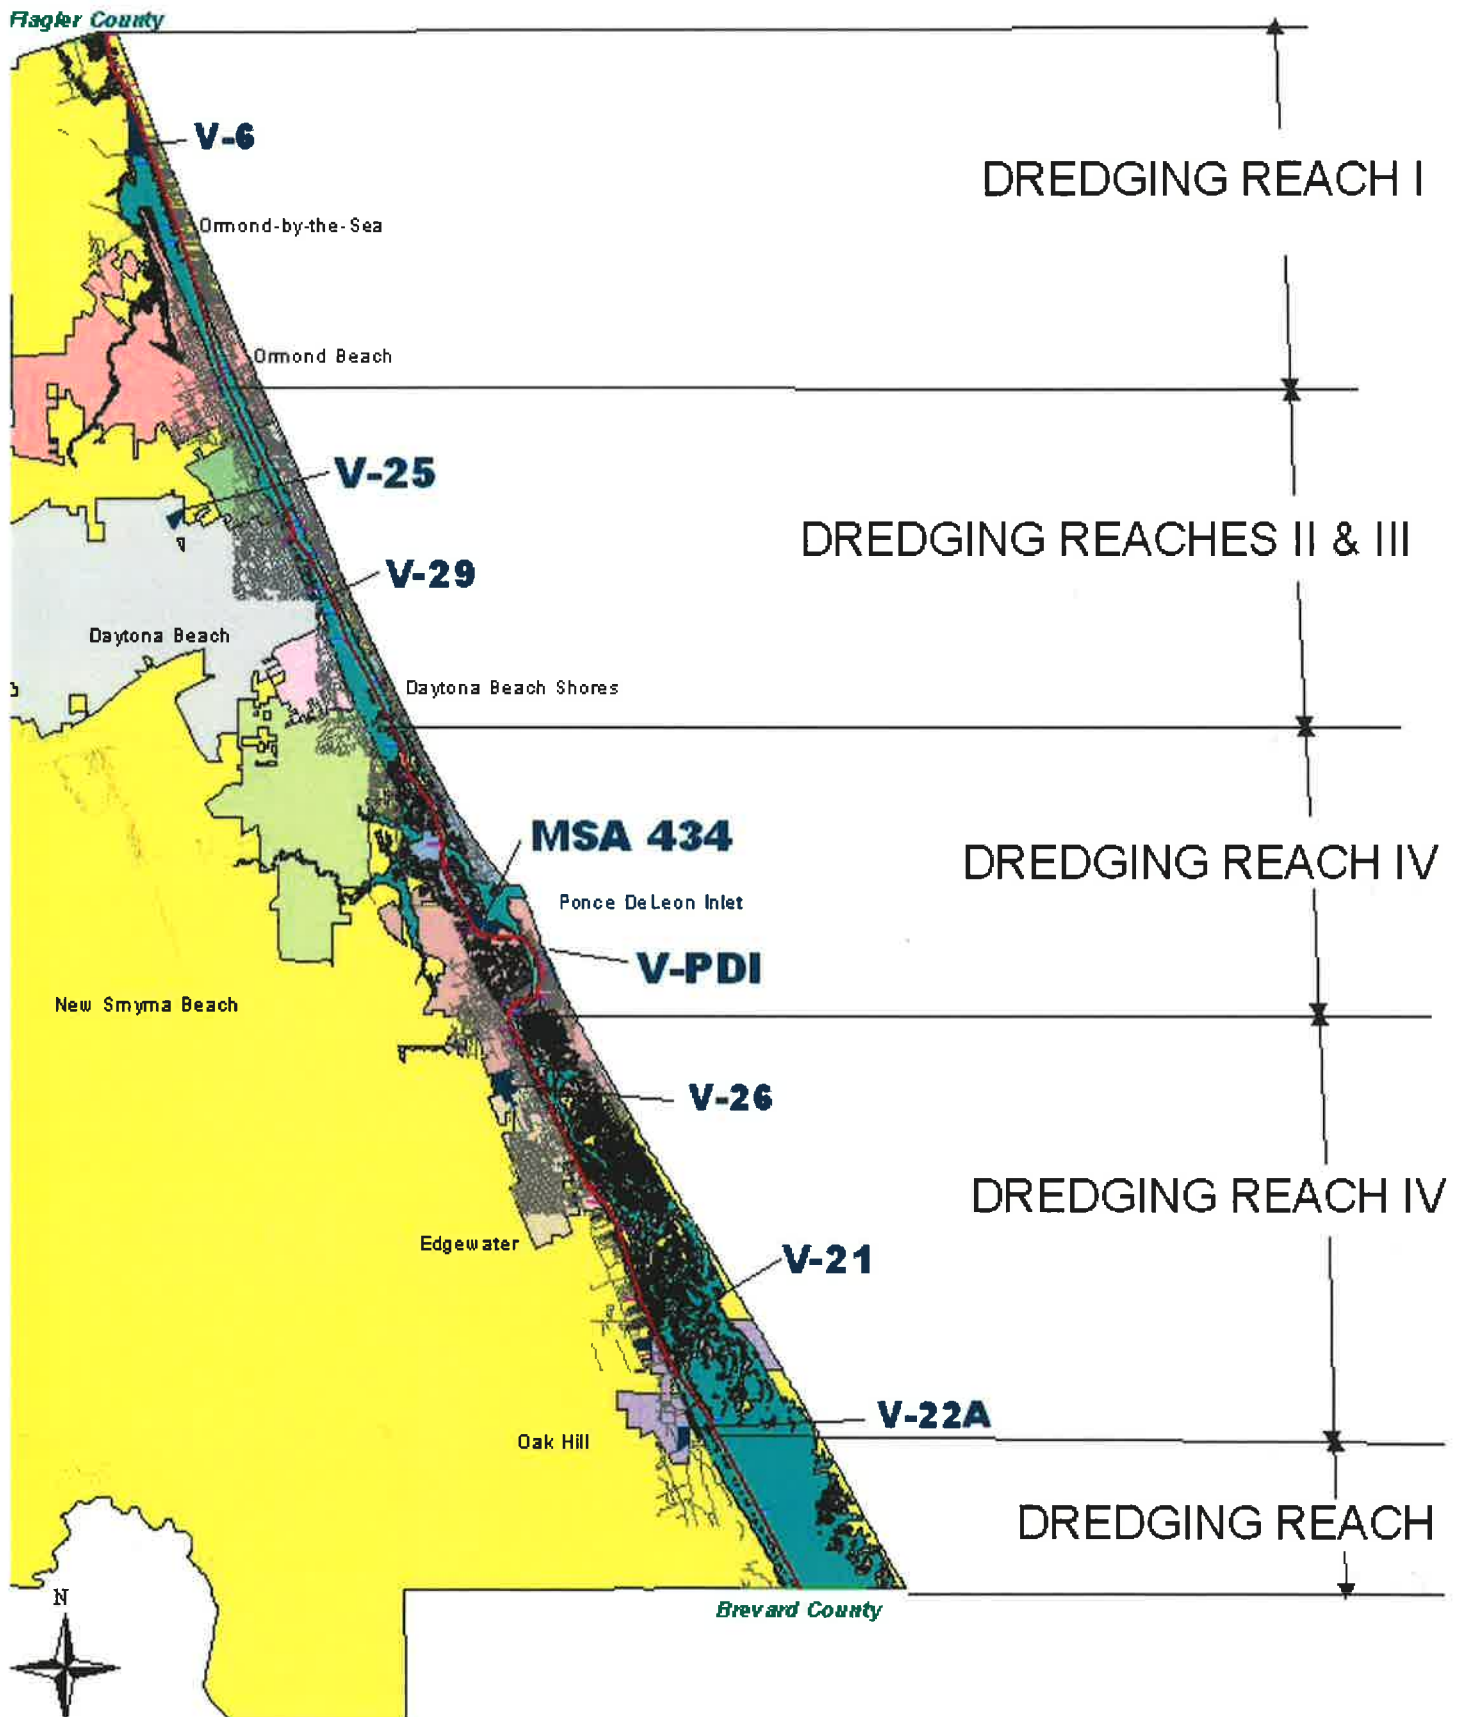 Flagler County
V-6
DREDGING REACH I
Ormond-by-the-Sea
Ormond Beach
V-25
DREDGING REACHES II & III
V-29
Daytona Beach
Daytona Beach Shores
MSA 434
DREDGING REACH IV
Ponce DeLeon Inlet
V-PDI
New Smyrna Beach
V-26
DREDGING REACH IV
Edgewater
V-21
V-22A
Oak Hill
DREDGING REACH
N
Brevard County